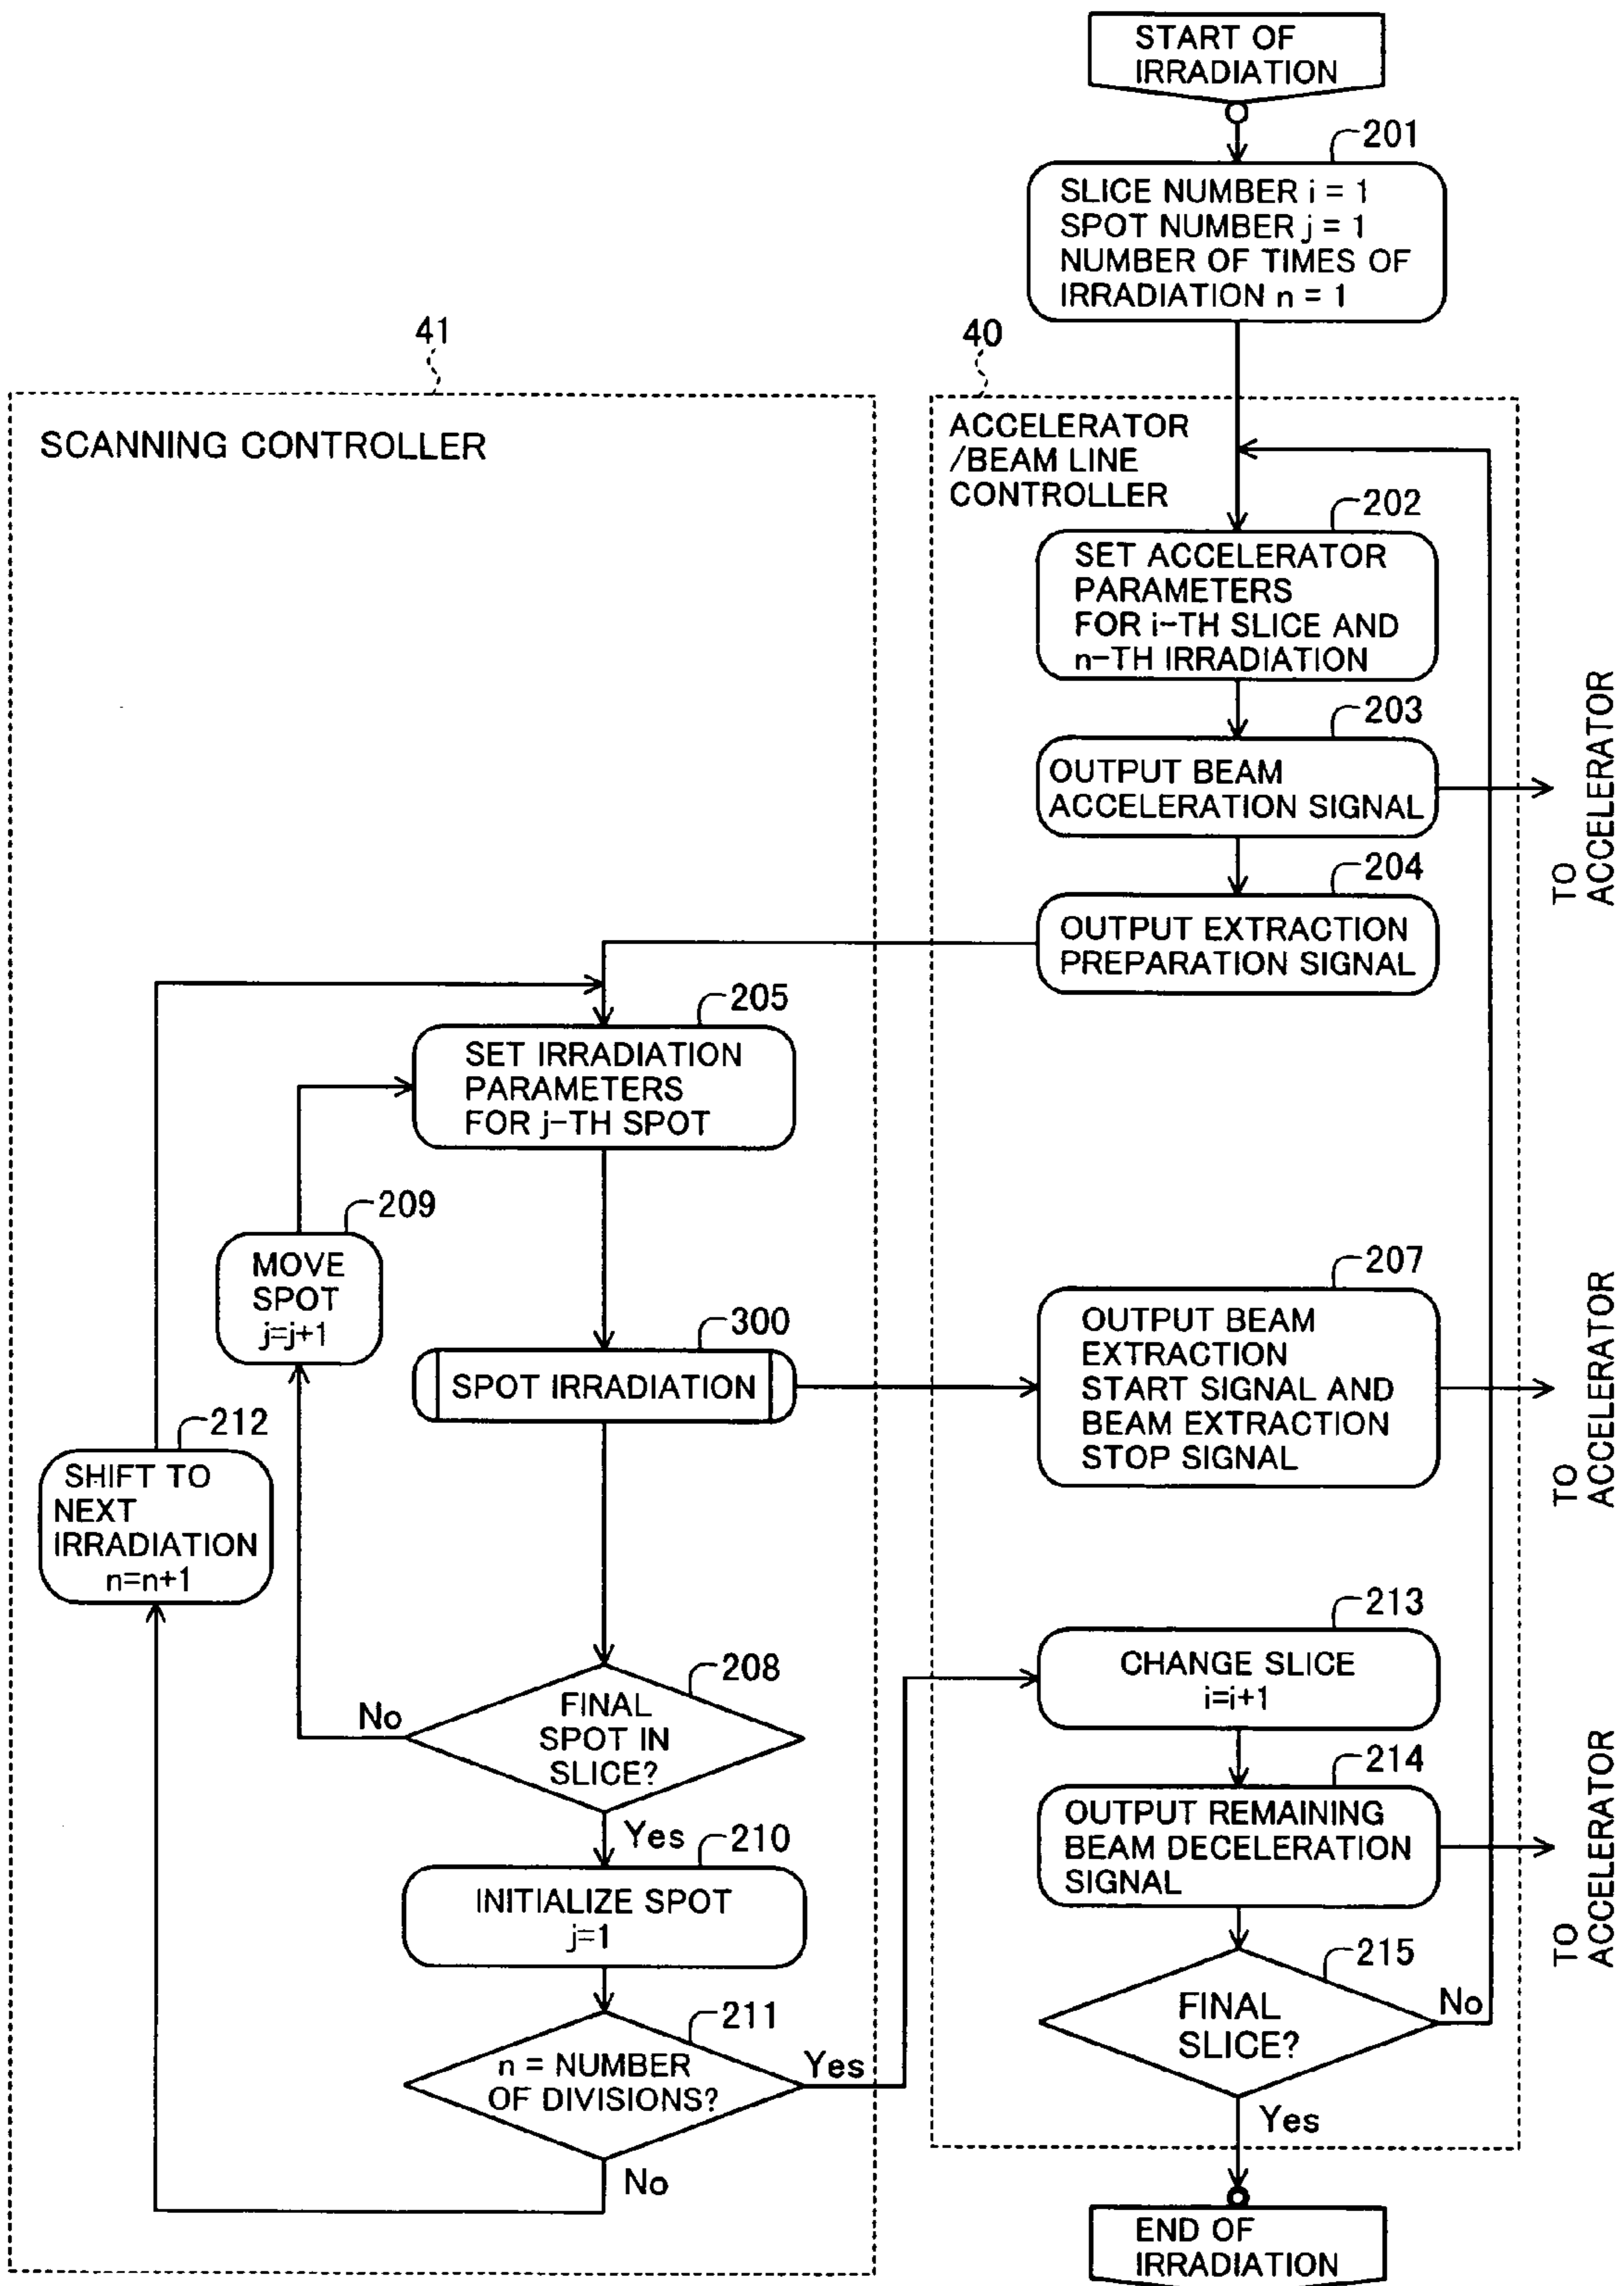 START OF
IRRADIATION
201
SLICE NUMBER i = 1
SPOT NUMBER j = 1
NUMBER OF TIMES OF
IRRADIATION n = 1
41
40
SCANNING CONTROLLER
ACCELERATOR
/BEAM LINE
CONTROLLER
202
SET ACCELERATOR
PARAMETERS
FOR i-TH SLICE AND
n-TH IRRADIATION
203
OUTPUT BEAM
ACCELERATION SIGNAL
TO
ACCELERATOR
204
OUTPUT EXTRACTION
PREPARATION SIGNAL
205
SET IRRADIATION
PARAMETERS
FOR j-TH SPOT
209
MOVE
SPOT
j=j+1
300
SPOT IRRADIATION
207
OUTPUT BEAM
EXTRACTION
START SIGNAL AND
BEAM EXTRACTION
STOP SIGNAL
TO
ACCELERATOR
212
SHIFT TO
NEXT
IRRADIATION
n=n+1
208
FINAL
SPOT IN
SLICE?
No
Yes
213
CHANGE SLICE
i=i+1
214
OUTPUT REMAINING
BEAM DECELERATION
SIGNAL
TO
ACCELERATOR
210
INITIALIZE SPOT
j=1
211
n = NUMBER
OF DIVISIONS?
Yes
No
215
FINAL
SLICE?
No
Yes
END OF
IRRADIATION